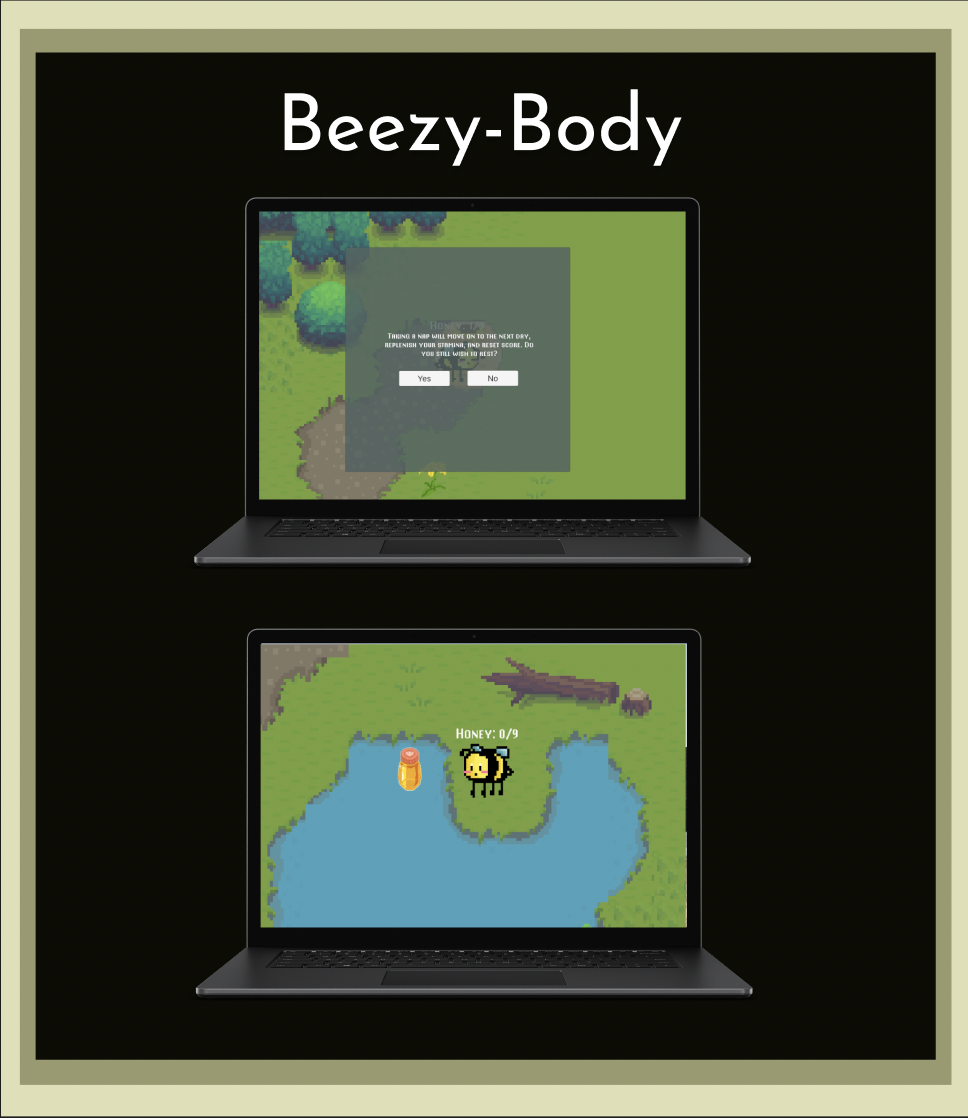 Beezy-Body
Taking a nap will move on to the next day,
replenish your stamina, and reset score. Do
you still wish to rest?
Yes No
Honey: 0/9